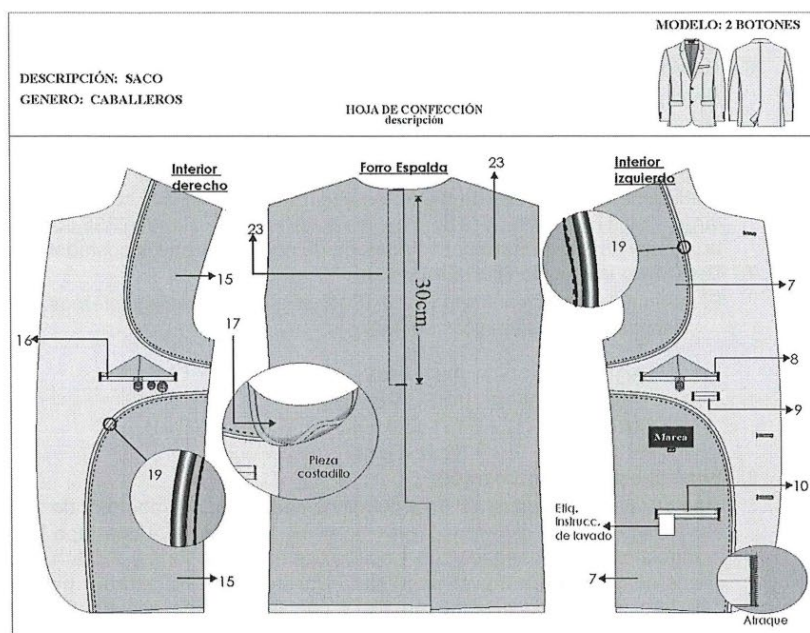 MODELO: 2 BOTONES
DESCRIPCIÓN: SACO
GENERO: CABALLEROS
HOJA DE CONFECCIÓN
descripción
Interior
derecho
Forro Espalda
23
Interior
izquierdo
23
19
15
7
30cm.
17
16
8
9
Marca
19
Pieza
costadillo
10
Etiq.
Instrucc.
de lavado
15
7
Atraque